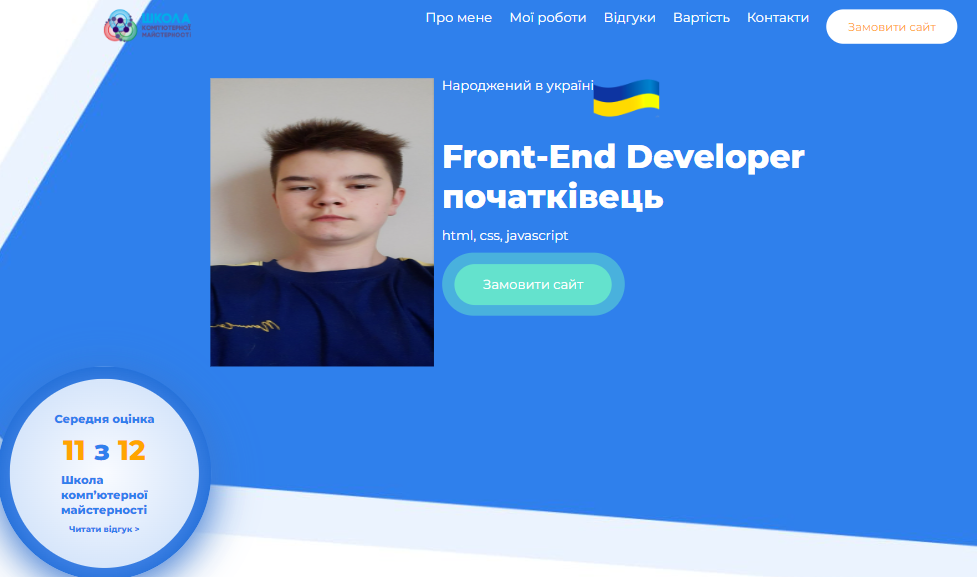 ШКОЛА
КОМП'ЮТЕРНОЇ
МАЙСТЕРНОСТІ
Про мене
Мої роботи
Відгуки
Вартість
Контакти
Замовити сайт
Народжений в україні
Front-End Developer
початківець
html, css, javascript
Замовити сайт
Середня оцінка
11 з 12
Школа
комп'ютерної
майстерності
Читати відгук >